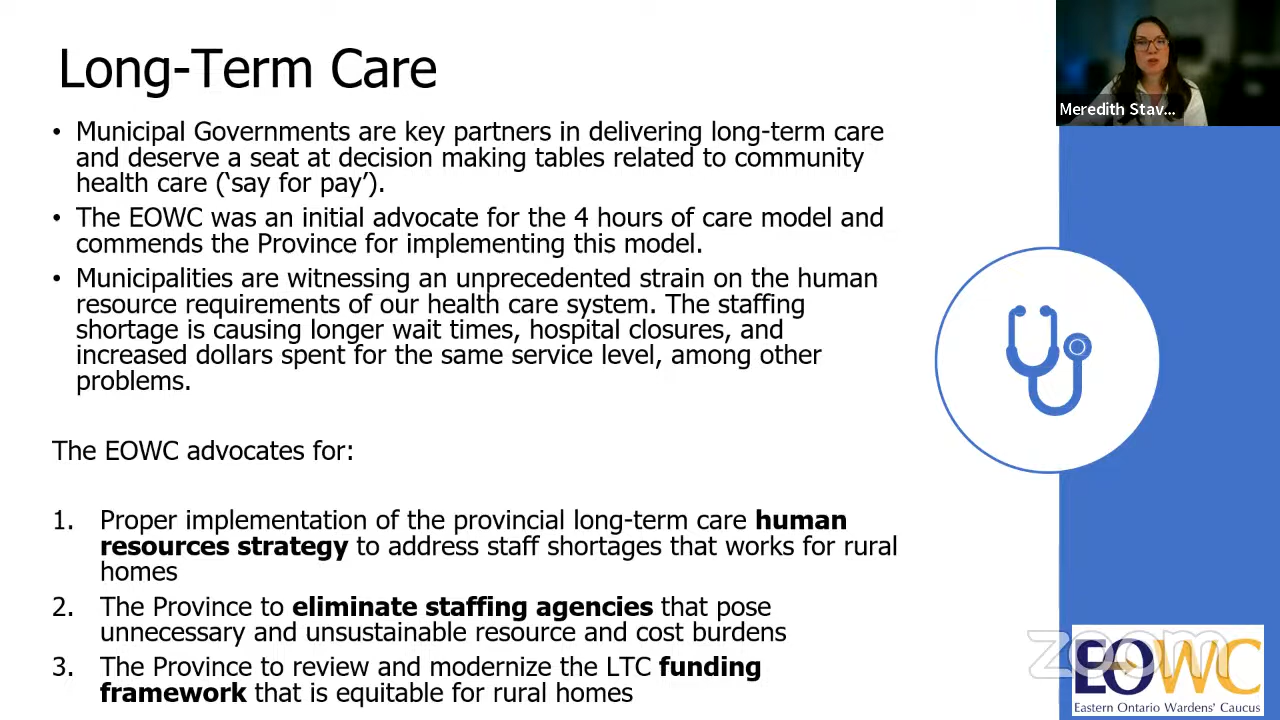 Long-Term Care
• Municipal Governments are key partners in delivering long-term care
and deserve a seat at decision making tables related to community
health care (‘say for pay’).
• The EOWC was an initial advocate for the 4 hours of care model and
commends the Province for implementing this model.
• Municipalities are witnessing an unprecedented strain on the human
resource requirements of our health care system. The staffing
shortage is causing longer wait times, hospital closures, and
increased dollars spent for the same service level, among other
problems.
The EOWC advocates for:
1. Proper implementation of the provincial long-term care human
resources strategy to address staff shortages that works for rural
homes
2. The Province to eliminate staffing agencies that pose
unnecessary and unsustainable resource and cost burdens
3. The Province to review and modernize the LTC funding
framework that is equitable for rural homes
Meredith Stav...
zoom
EOWC
Eastern Ontario Wardens' Caucus